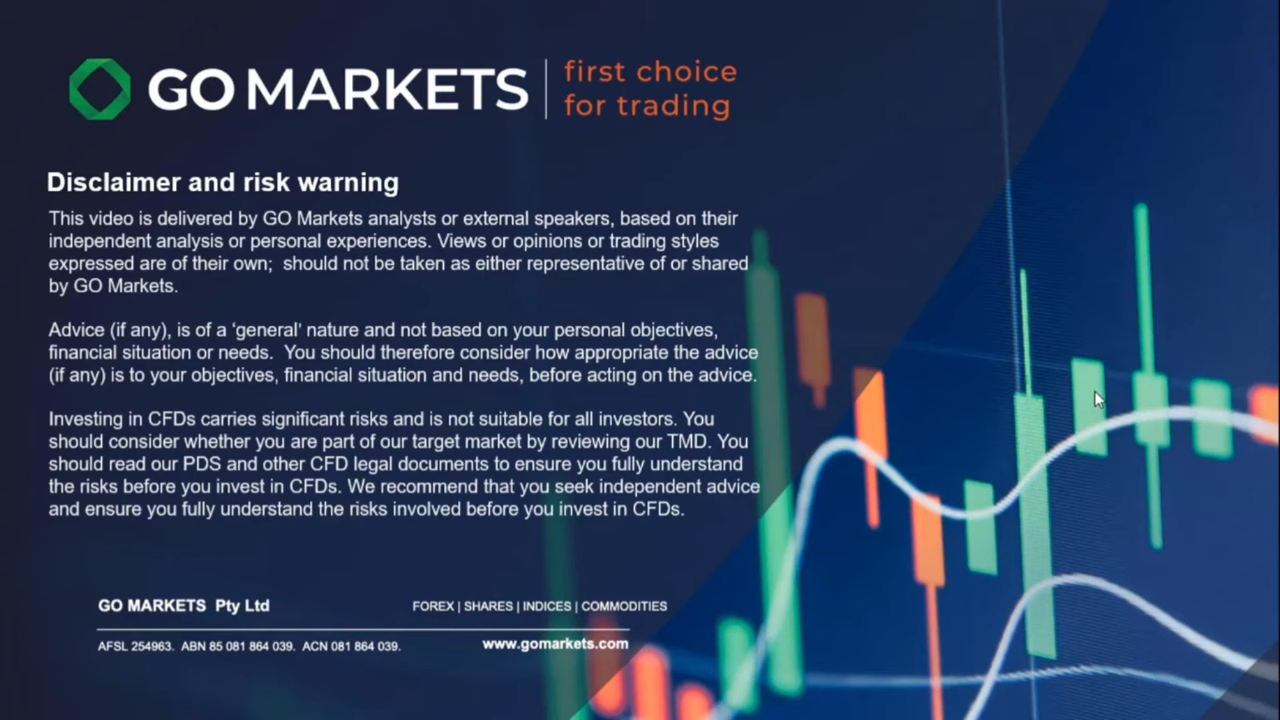 GO MARKETS
first choice
for trading
Disclaimer and risk warning
This video is delivered by GO Markets analysts or external speakers, based on their
independent analysis or personal experiences. Views or opinions or trading styles
expressed are of their own;  should not be taken as either representative of or shared
by GO Markets.
Advice (if any), is of a ‘general’ nature and not based on your personal objectives,
financial situation or needs.  You should therefore consider how appropriate the advice
(if any) is to your objectives, financial situation and needs, before acting on the advice.
Investing in CFDs carries significant risks and is not suitable for all investors. You
should consider whether you are part of our target market by reviewing our TMD. You
should read our PDS and other CFD legal documents to ensure you fully understand
the risks before you invest in CFDs. We recommend that you seek independent advice
and ensure you fully understand the risks involved before you invest in CFDs.
GO MARKETS  Pty Ltd
FOREX | SHARES | INDICES | COMMODITIES
AFSL 254963.  ABN 85 081 864 039.  ACN 081 864 039.
www.gomarkets.com